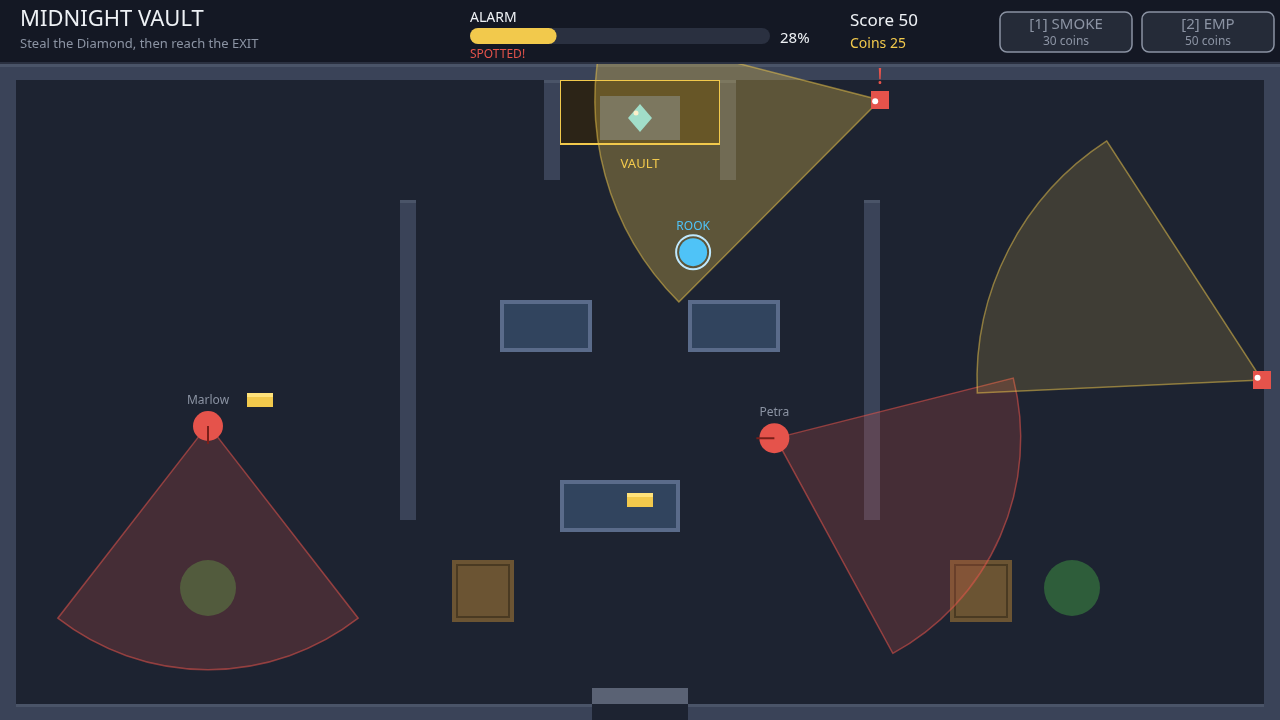 MIDNIGHT VAULT
Steal the Diamond, then reach the EXIT
ALARM
28%
SPOTTED!
Score 50
Coins 25
[1] SMOKE
30 coins
[2] EMP
50 coins
!
VAULT
ROOK
Marlow
Petra